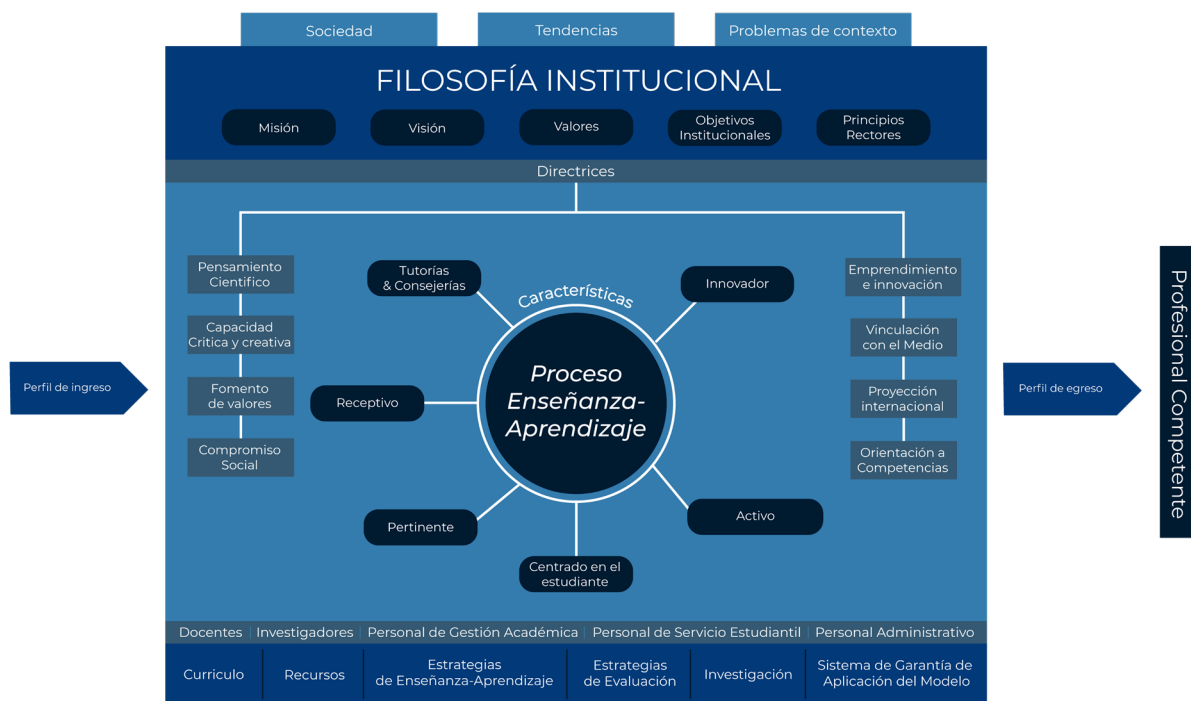 Sociedad
Tendencias
Problemas de contexto
FILOSOFÍA INSTITUCIONAL
Misión
Visión
Valores
Objetivos
Institucionales
Principios
Rectores
Directrices
Pensamiento
Cientifico
Capacidad
Critica y creativa
Fomento
de valores
Compromiso
Social
Tutorías
& Consejerías
Características
Innovador
Receptivo
Proceso
Enseñanza-
Aprendizaje
Pertinente
Centrado en el
estudiante
Activo
Emprendimiento
e innovación
Vinculación
con el Medio
Proyección
internacional
Orientación a
Competencias
Perfil de ingreso
Perfil de egreso
Profesional Competente
Docentes
Investigadores
Personal de Gestión Académica
Personal de Servicio Estudiantil
Personal Administrativo
Curriculo
Recursos
Estrategias
de Enseñanza-Aprendizaje
Estrategias
de Evaluación
Investigación
Sistema de Garantía de
Aplicación del Modelo